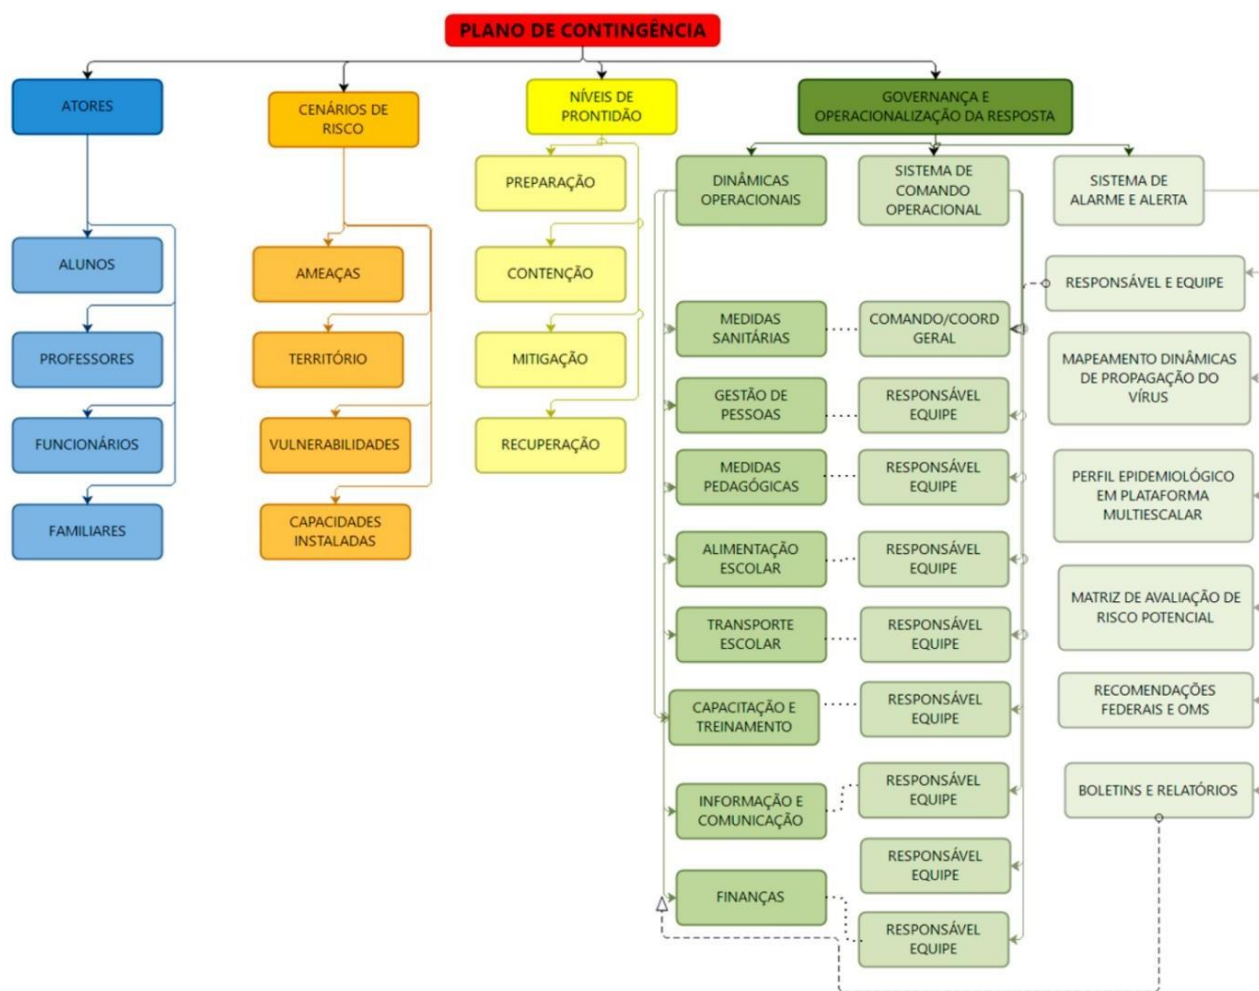 PLANO DE CONTINGÊNCIA
ATORES
ALUNOS
PROFESSORES
FUNCIONÁRIOS
FAMILIARES
CENÁRIOS DE
RISCO
AMEAÇAS
TERRITÓRIO
VULNERABILIDADES
CAPACIDADES
INSTALADAS
NÍVEIS DE
PRONTIDÃO
PREPARAÇÃO
CONTENÇÃO
MITIGAÇÃO
RECUPERAÇÃO
GOVERNANÇA E
OPERACIONALIZAÇÃO DA RESPOSTA
DINÂMICAS
OPERACIONAIS
MEDIDAS
SANITÁRIAS
GESTÃO DE
PESSOAS
MEDIDAS
PEDAGÓGICAS
ALIMENTAÇÃO
ESCOLAR
TRANSPORTE
ESCOLAR
CAPACITAÇÃO E
TREINAMENTO
INFORMAÇÃO E
COMUNICAÇÃO
FINANÇAS
SISTEMA DE
COMANDO
OPERACIONAL
COMANDO/COORD
GERAL
RESPONSÁVEL
EQUIPE
RESPONSÁVEL
EQUIPE
RESPONSÁVEL
EQUIPE
RESPONSÁVEL
EQUIPE
RESPONSÁVEL
EQUIPE
RESPONSÁVEL
EQUIPE
RESPONSÁVEL
EQUIPE
RESPONSÁVEL
EQUIPE
SISTEMA DE
ALARME E ALERTA
RESPONSÁVEL E EQUIPE
MAPEAMENTO DINÂMICAS
DE PROPAGAÇÃO DO
VÍRUS
PERFIL EPIDEMIOLÓGICO
EM PLATAFORMA
MULTIESCALAR
MATRIZ DE AVALIAÇÃO DE
RISCO POTENCIAL
RECOMENDAÇÕES
FEDERAIS E OMS
BOLETINS E RELATÓRIOS